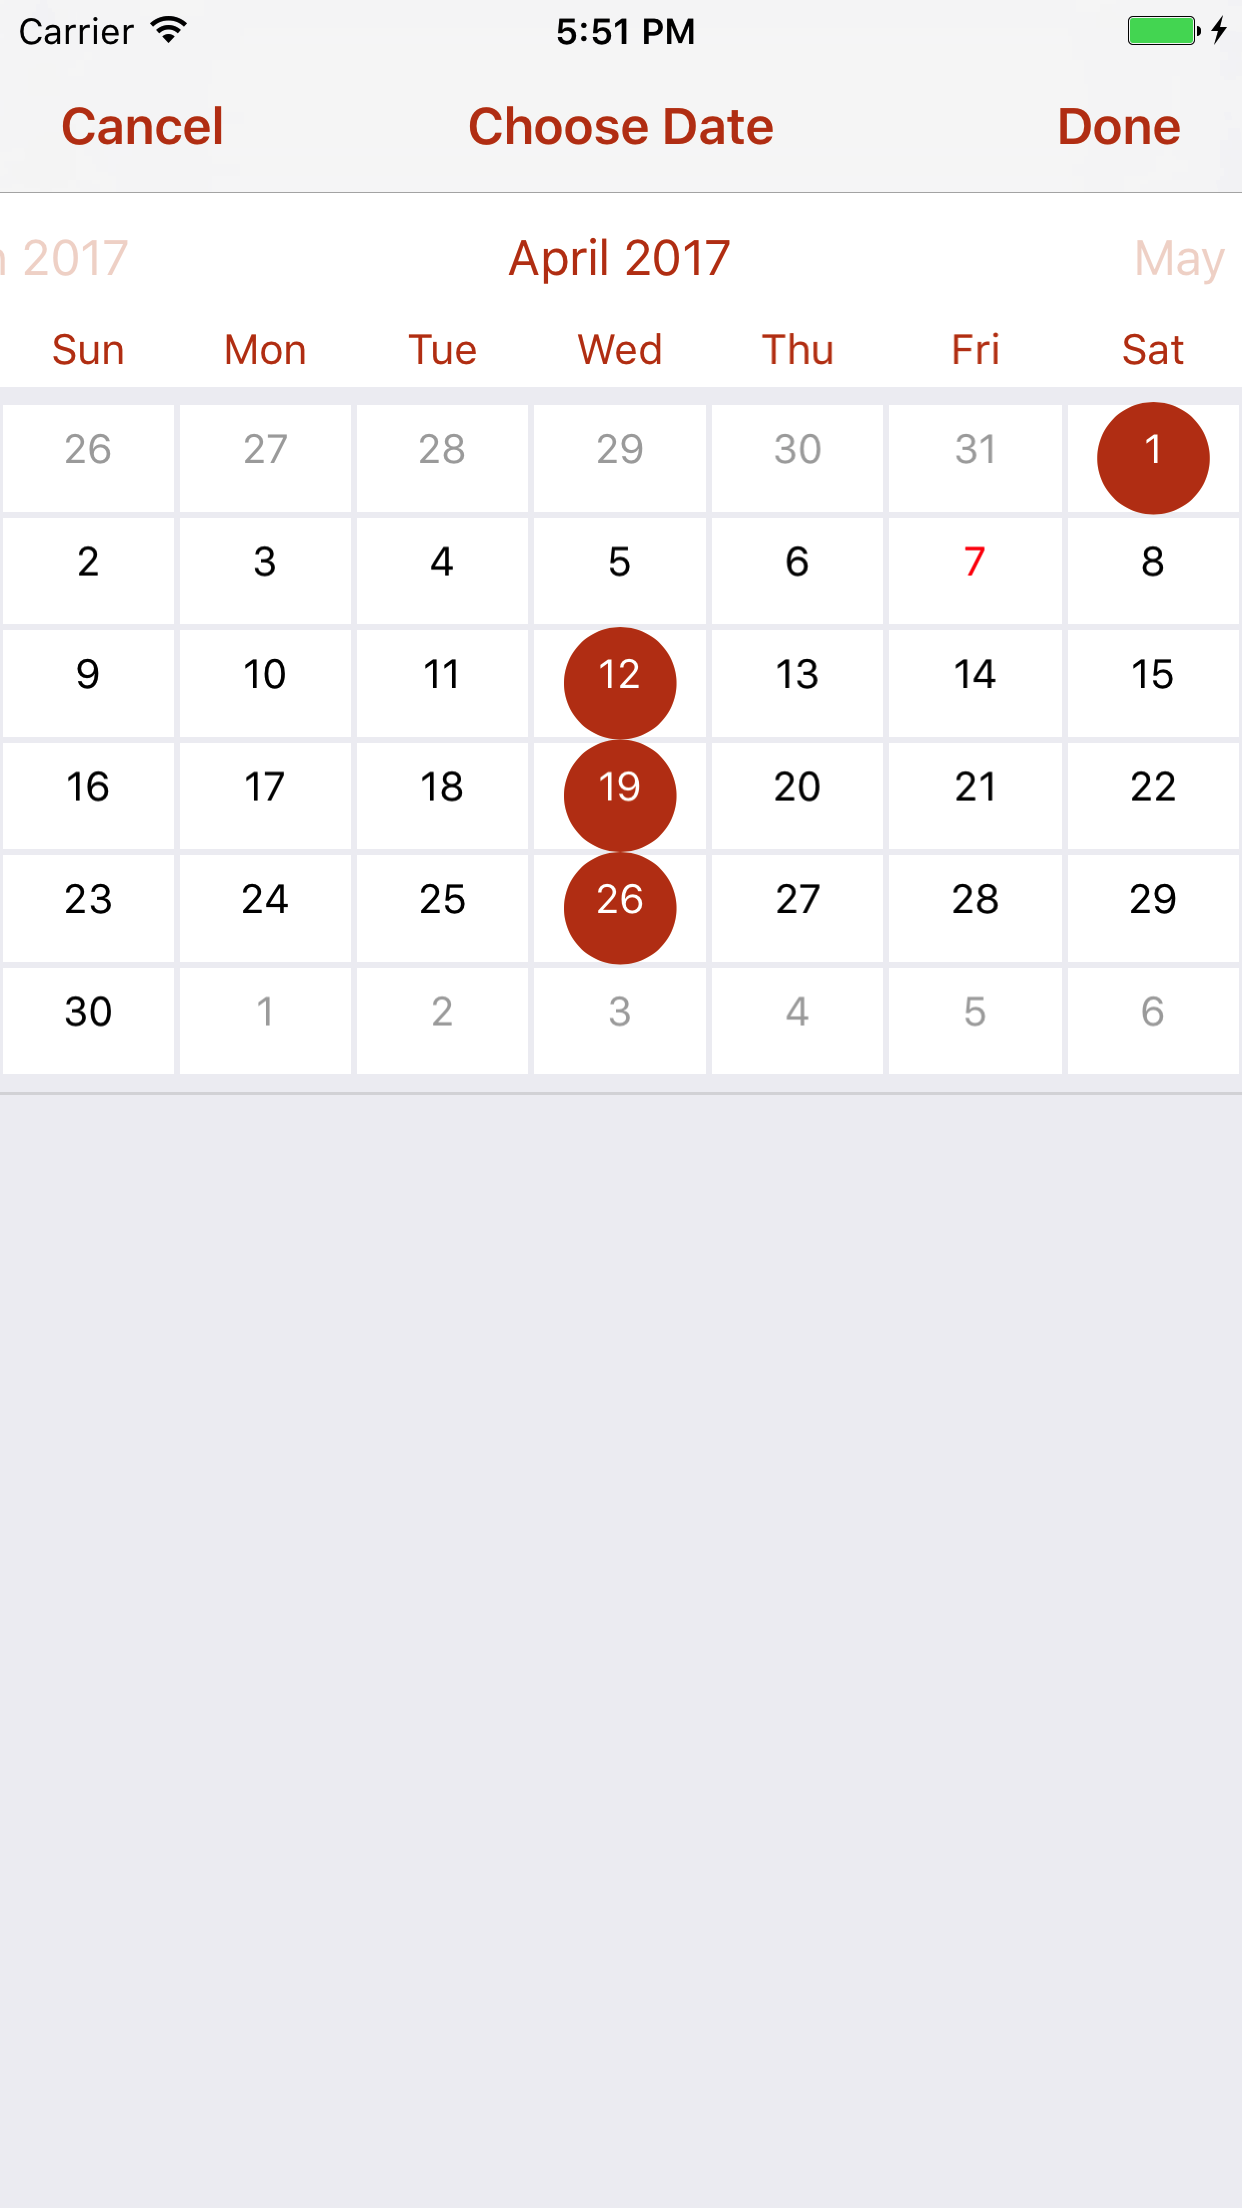 Carrier 5:51 PM
Cancel Choose Date Done
2017 April 2017 May
Sun Mon Tue Wed Thu Fri Sat
26 27 28 29 30 31 1
2 3 4 5 6 7 8
9 10 11 12 13 14 15
16 17 18 19 20 21 22
23 24 25 26 27 28 29
30 1 2 3 4 5 6